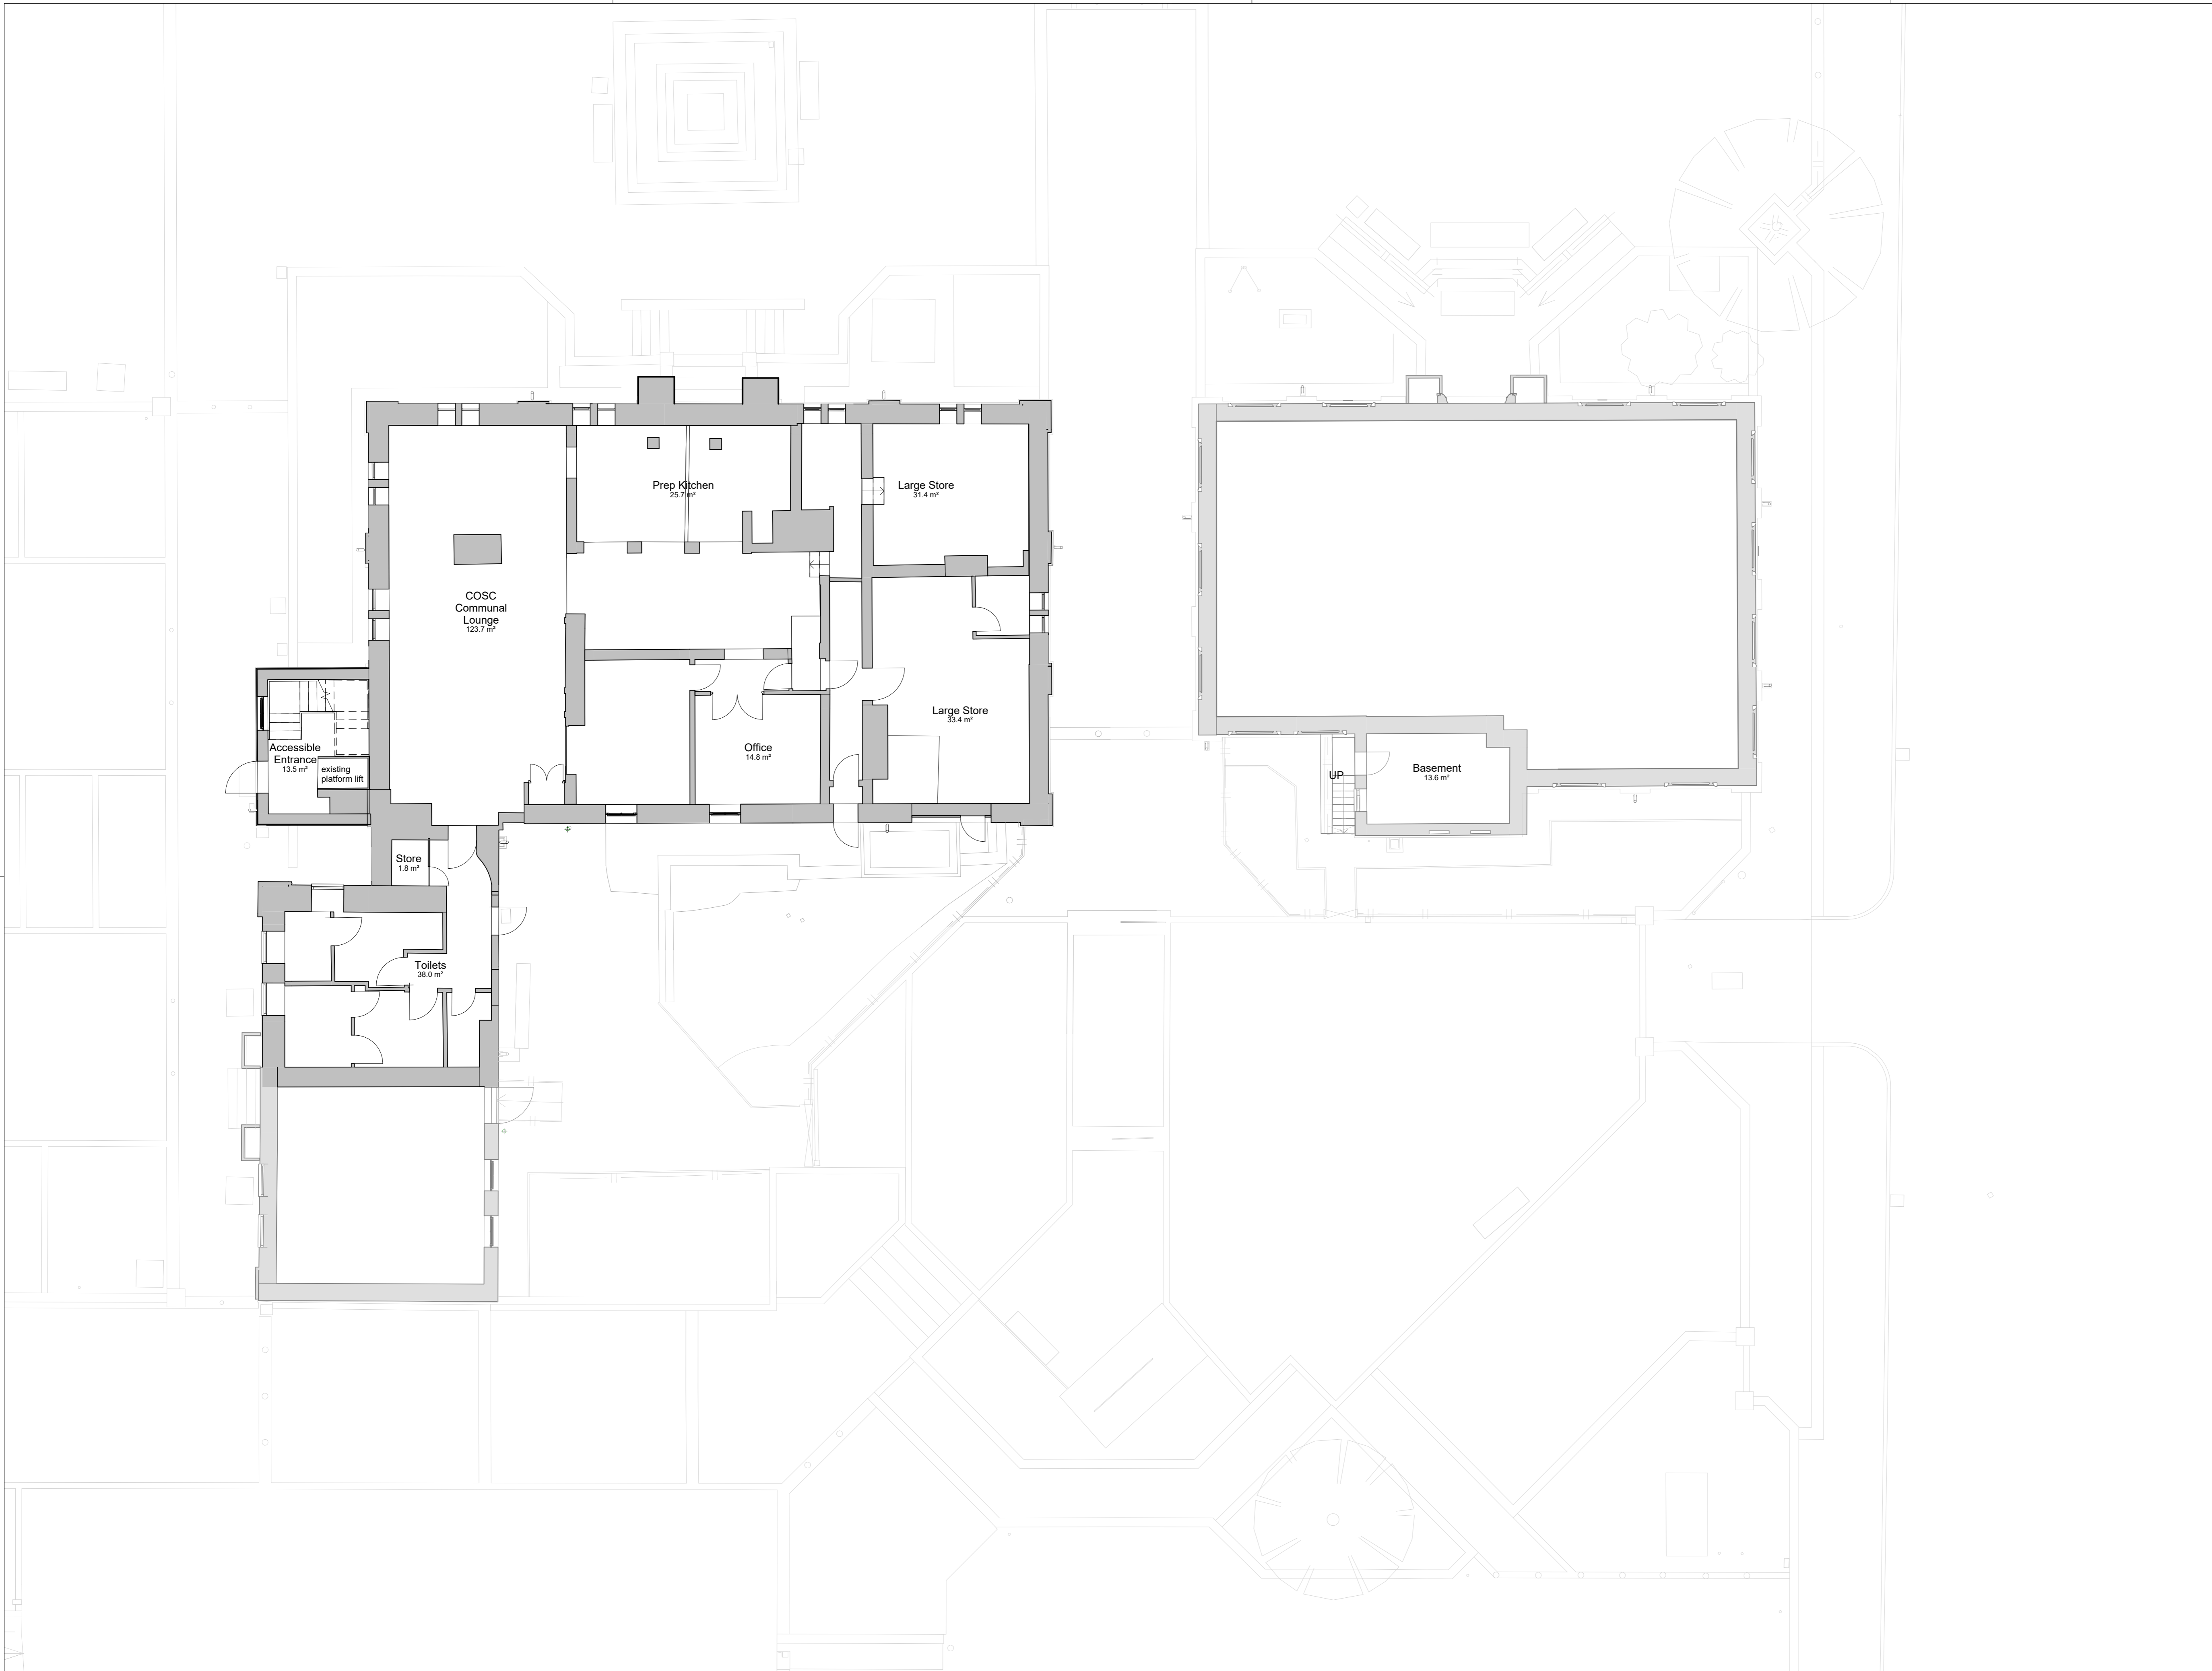 Prep Kitchen
25.7 m²
Large Store
31.4 m²
COSC
Communal
Lounge
123.7 m²
Large Store
33.4 m²
Accessible
Entrance
13.5 m²
existing
platform lift
Office
14.8 m²
UP
Basement
13.6 m²
Store
1.8 m²
Toilets
38.0 m²